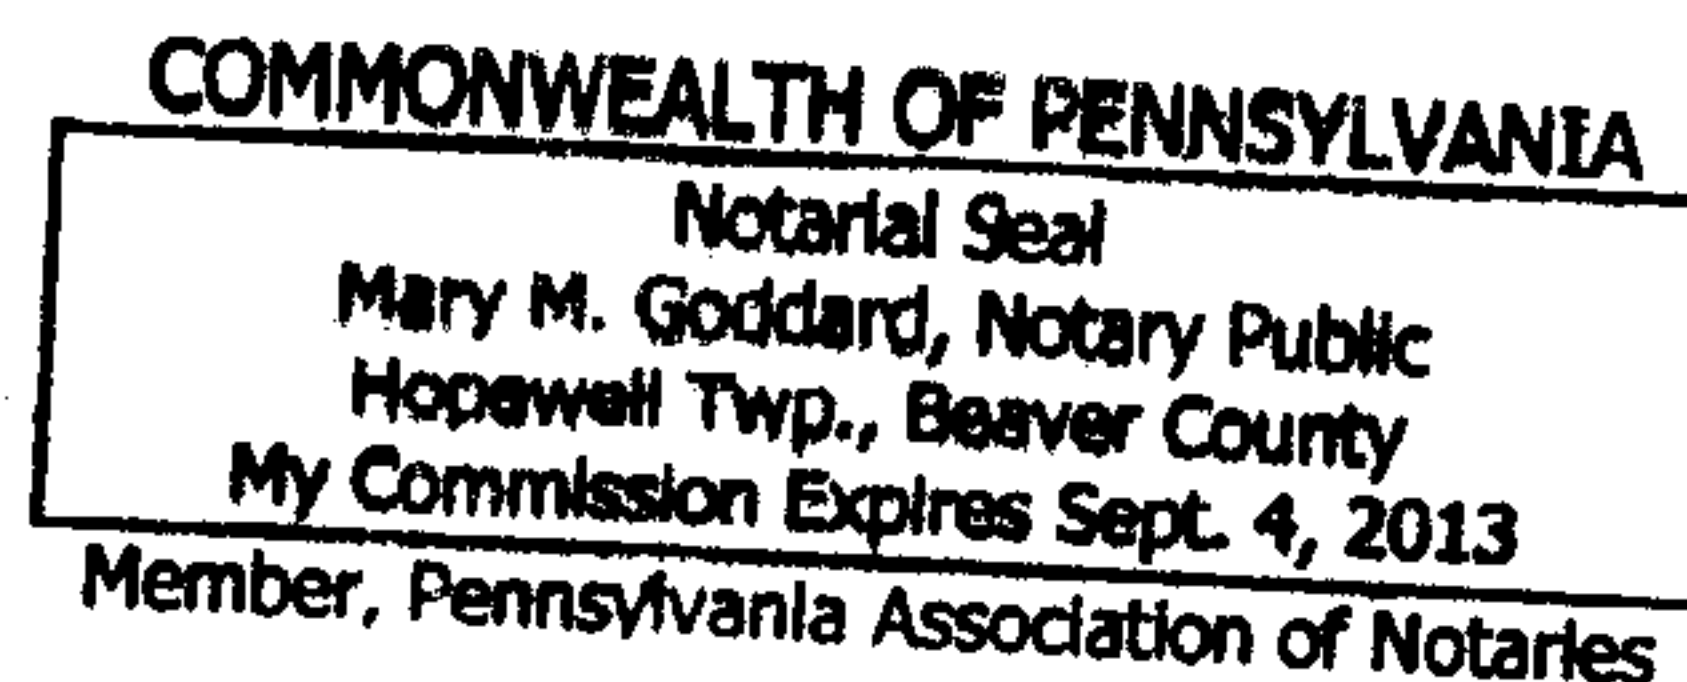 COMMONWEALTH OF PENNSYLVANIA
Notarial Seal
Mary M. Goddard, Notary Public
Hopewell Twp., Beaver County
My Commission Expires Sept. 4, 2013
Member, Pennsylvania Association of Notaries